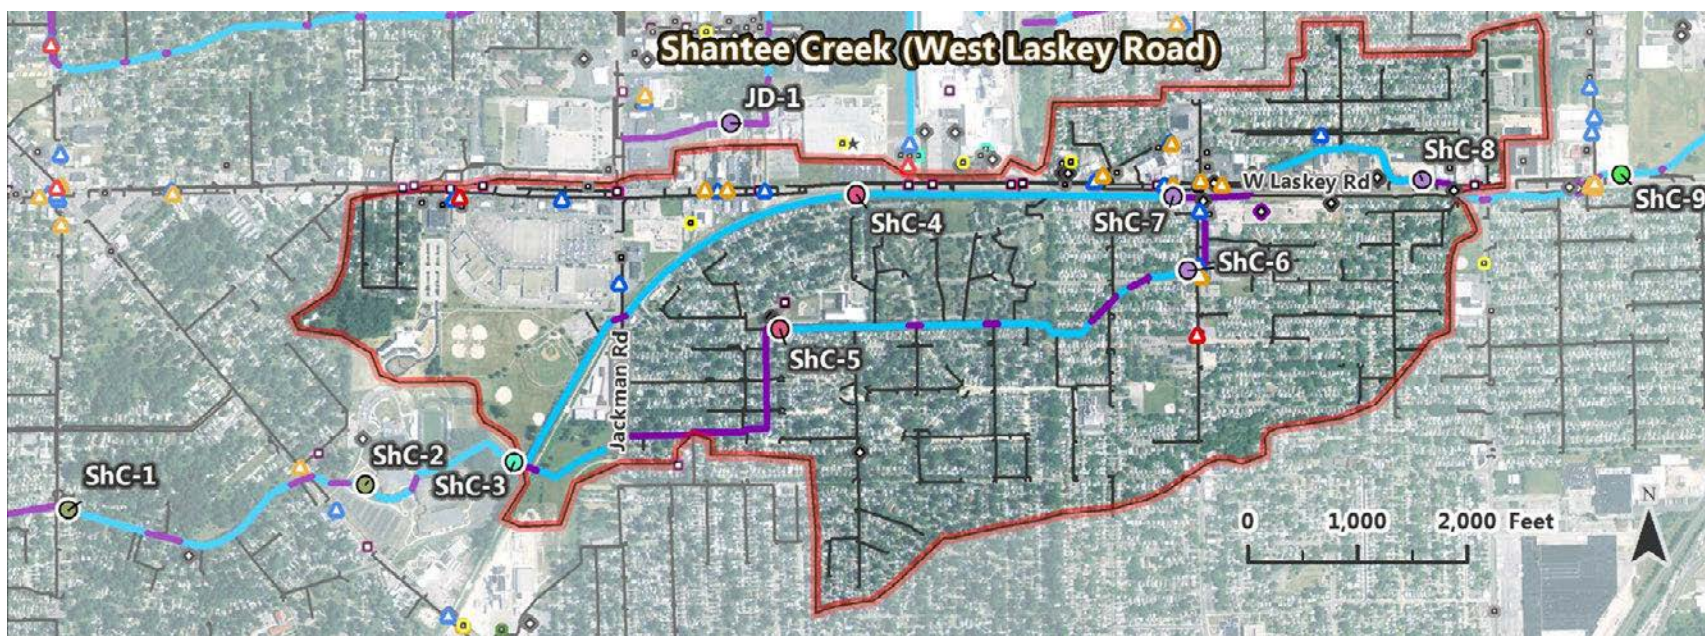 Shantee Creek (West Laskey Road)
JD-1
ShC-8
W Laskey Rd
ShC-9
ShC-4
ShC-7
ShC-6
Jackman Rd
ShC-5
ShC-2
ShC-3
ShC-1
N
0 1,000 2,000 Feet